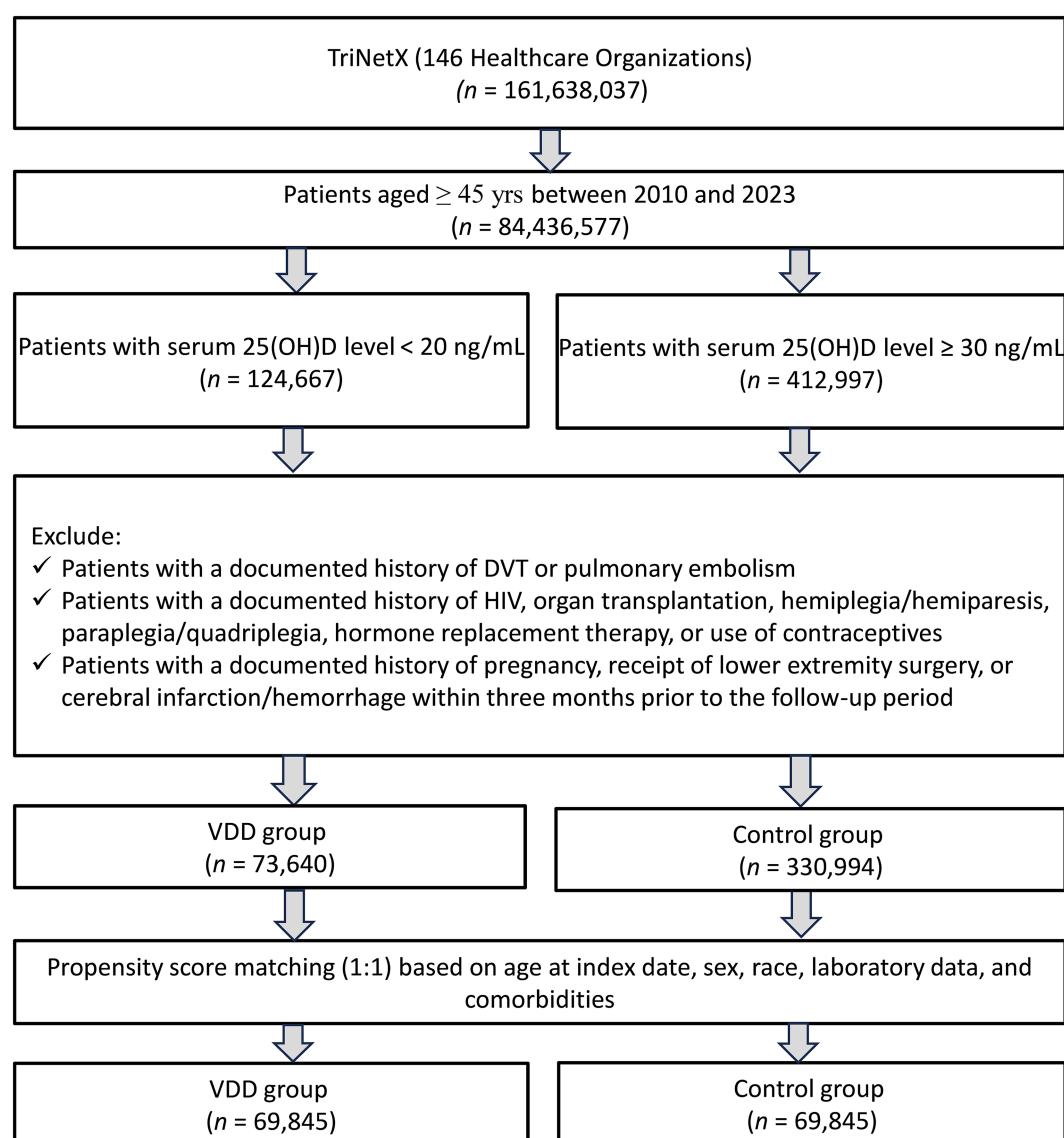 TriNetX (146 Healthcare Organizations)
(n = 161,638,037)
Patients aged ≥ 45 yrs between 2010 and 2023
(n = 84,436,577)
Patients with serum 25(OH)D level < 20 ng/mL
(n = 124,667)
Patients with serum 25(OH)D level ≥ 30 ng/mL
(n = 412,997)
Exclude:
✓ Patients with a documented history of DVT or pulmonary embolism
✓ Patients with a documented history of HIV, organ transplantation, hemiplegia/hemiparesis,
paraplegia/quadriplegia, hormone replacement therapy, or use of contraceptives
✓ Patients with a documented history of pregnancy, receipt of lower extremity surgery, or
cerebral infarction/hemorrhage within three months prior to the follow-up period
VDD group
(n = 73,640)
Control group
(n = 330,994)
Propensity score matching (1:1) based on age at index date, sex, race, laboratory data, and
comorbidities
VDD group
(n = 69,845)
Control group
(n = 69,845)